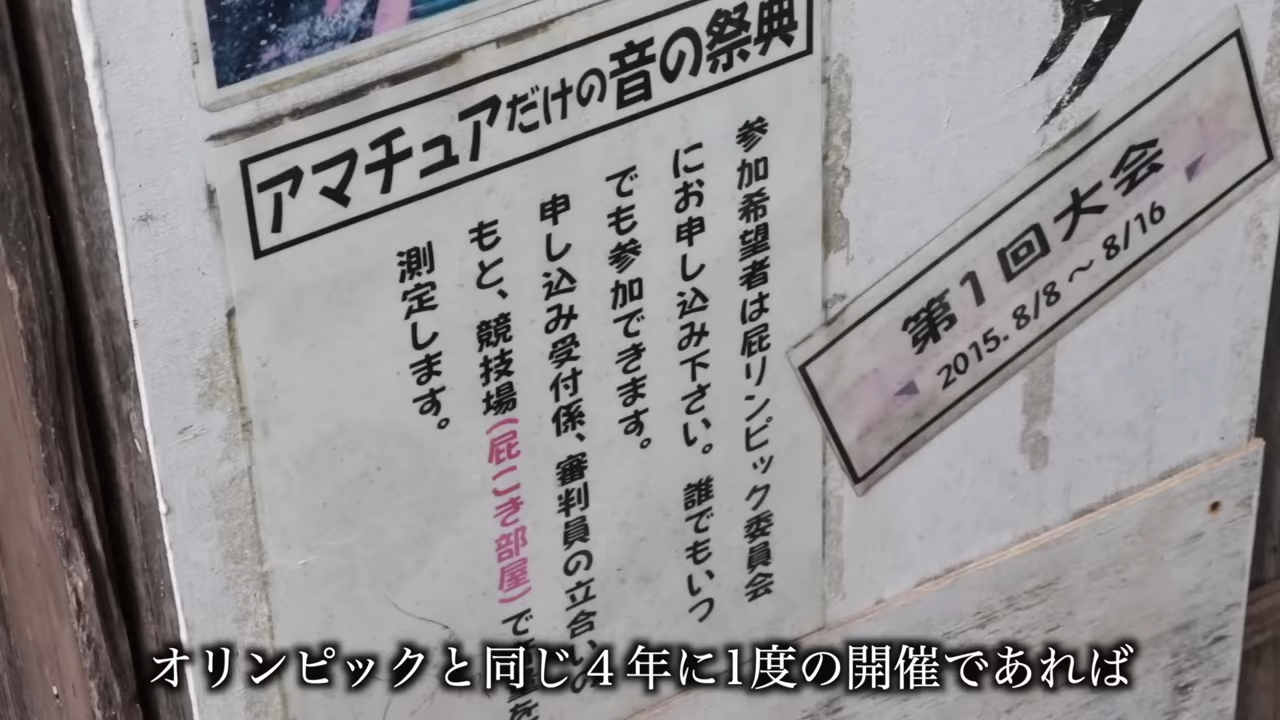 アマチュアだけの音の祭典
参加希望者は屁リンピック委員会
にお申し込み下さい。誰でもいつ
でも参加できます。
申し込み受付係、審判員の立合いの
もと、競技場(屁こき部屋)で
測定します。
第1回大会
2015. 8/8～8/16
オリンピックと同じ4年に1度の開催であれば